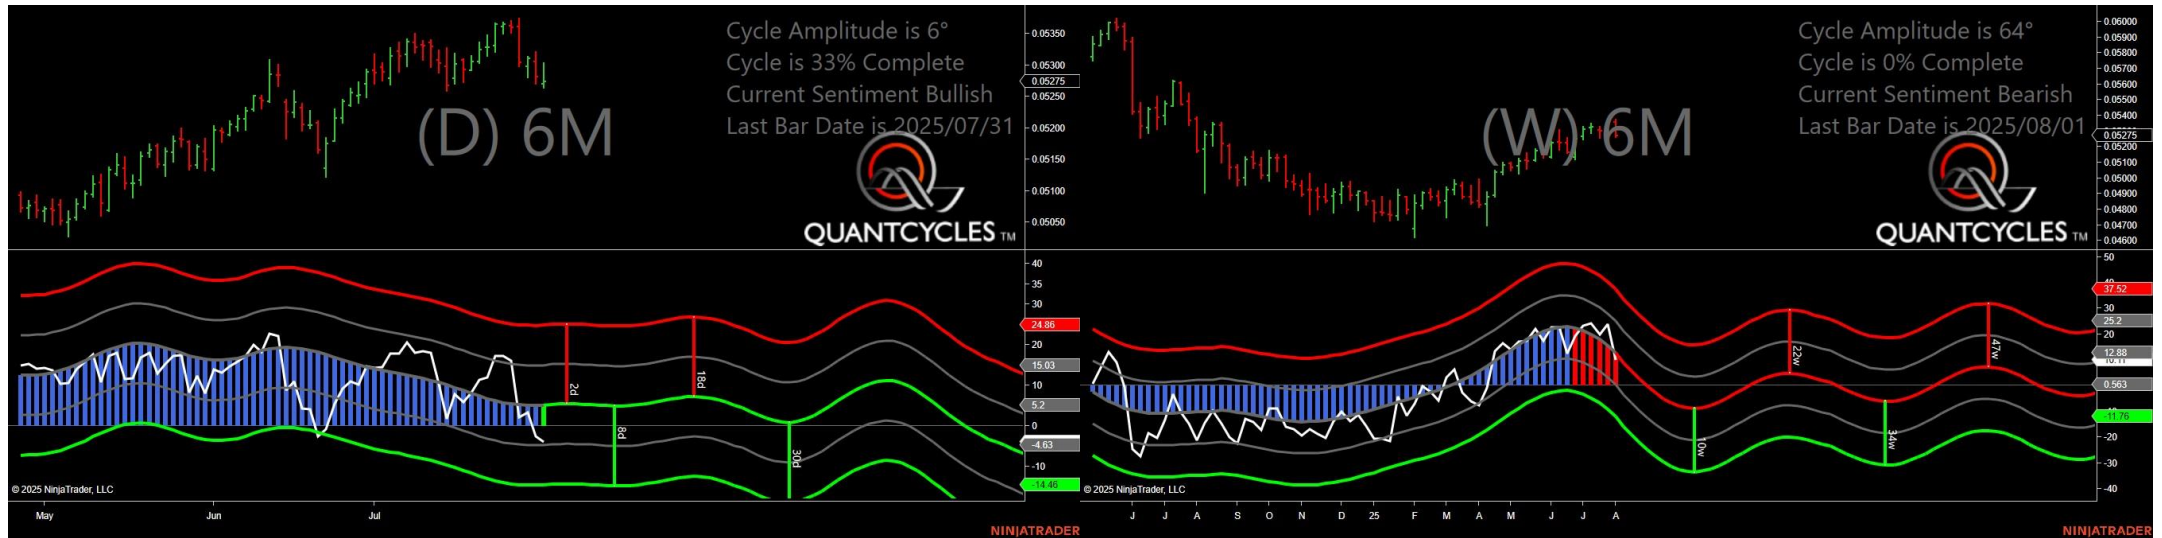 Cycle Amplitude is 6°
Cycle is 33% Complete
Current Sentiment Bullish
Last Bar Date is 2025/07/31
(D) 6M
QUANTCYCLES TM
0.05350
0.05300
0.05275
0.05250
0.05200
0.05150
0.05100
0.05050
40
35
30
24.86
20
15.03
10
5.2
0
-4.63
-10
-14.46
2d
8d
18d
30d
© 2025 NinjaTrader, LLC
May Jun Jul
NINJATRADER
Cycle Amplitude is 64°
Cycle is 0% Complete
Current Sentiment Bearish
Last Bar Date is 2025/08/01
(W) 6M
QUANTCYCLES TM
0.06000
0.05900
0.05800
0.05700
0.05600
0.05500
0.05400
0.05275
0.05200
0.05100
0.05000
0.04900
0.04800
0.04700
0.04600
50
37.52
30
25.2
20
12.88
0.563
-11.76
-20
-30
-40
10w
22w
34w
47w
© 2025 NinjaTrader, LLC
J J A S O N D 25 F M A M J J A
NINJATRADER